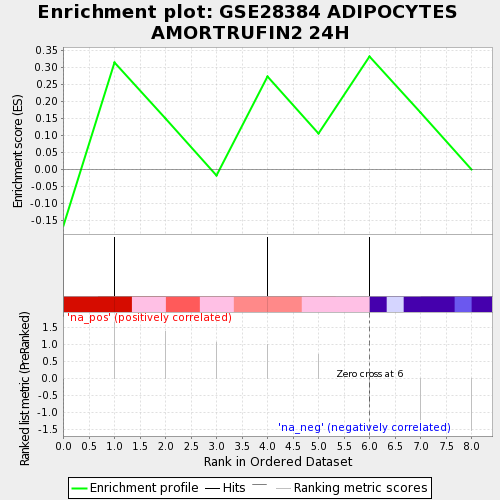 Enrichment plot: GSE28384 ADIPOCYTES
AMORTRUFIN2 24H
Enrichment score (ES)
0.35
0.30
0.25
0.20
0.15
0.10
0.05
0.00
-0.05
-0.10
-0.15
'na_pos' (positively correlated)
Ranked list metric (PreRanked)
1.5
1.0
0.5
0.0
-0.5
-1.0
-1.5
Zero cross at 6
'na_neg' (negatively correlated)
0.0 0.5 1.0 1.5 2.0 2.5 3.0 3.5 4.0 4.5 5.0 5.5 6.0 6.5 7.0 7.5 8.0
Rank in Ordered Dataset
Enrichment profile Hits Ranking metric scores